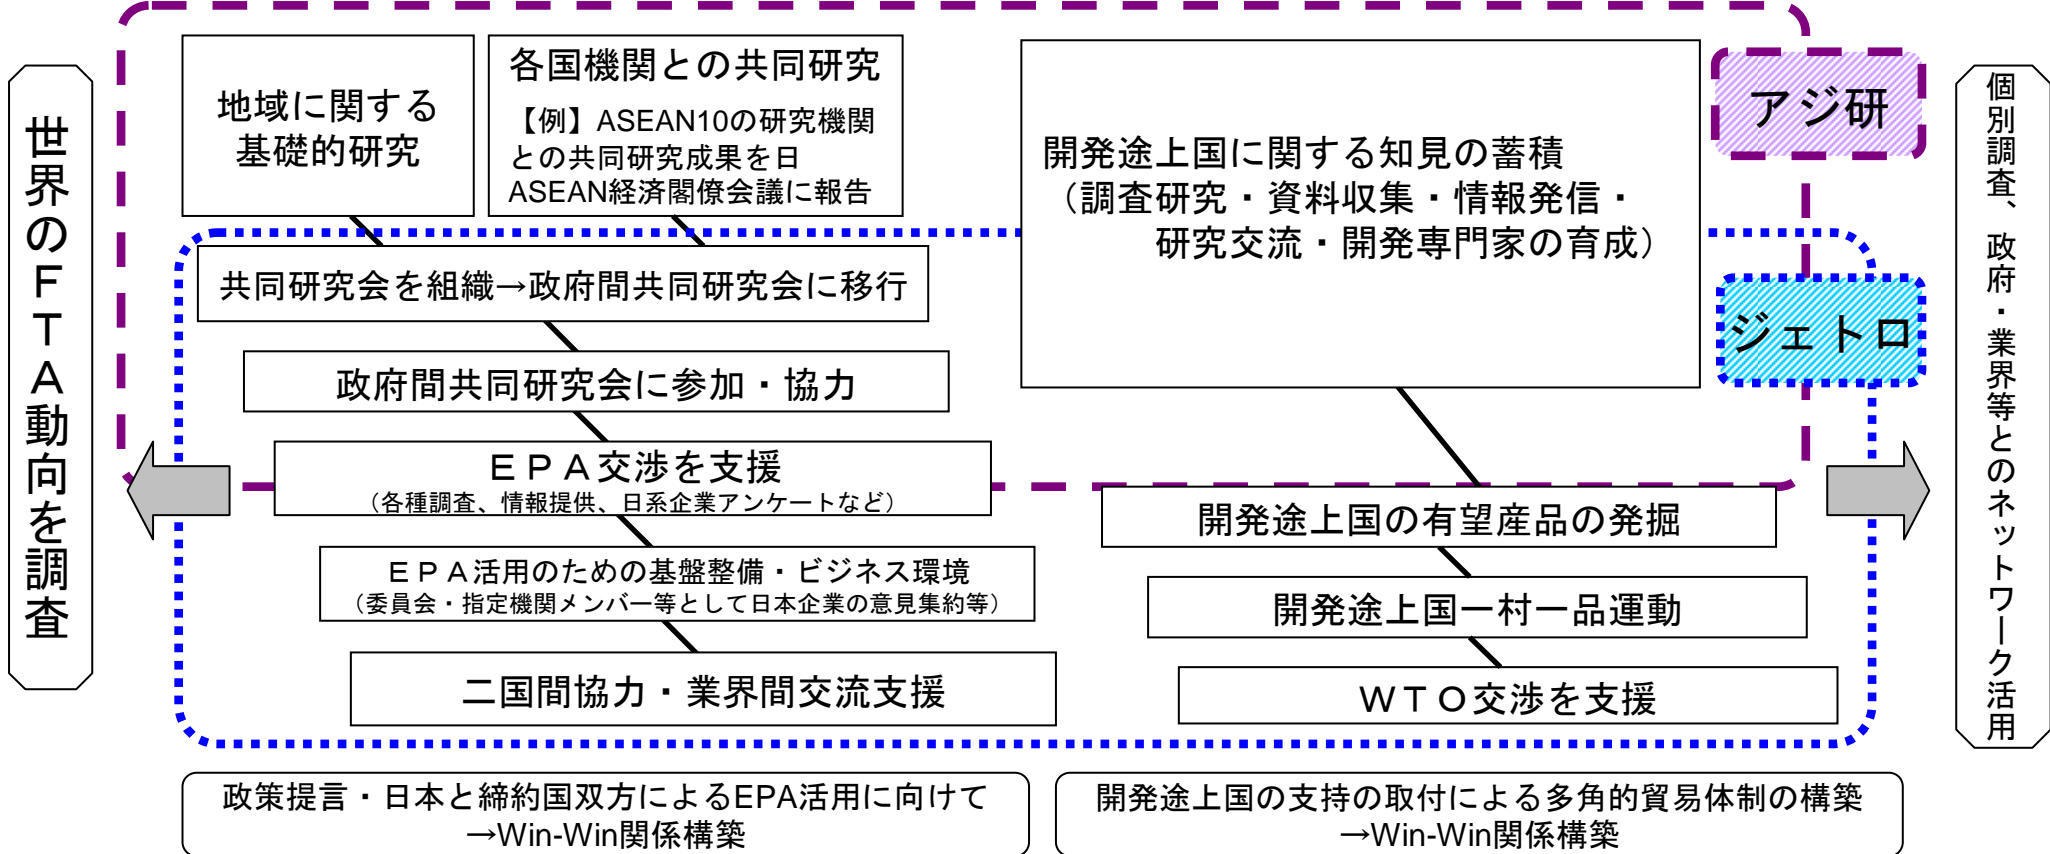 世界のＦＴＡ動向を調査
地域に関する
基礎的研究
各国機関との共同研究
【例】ASEAN10の研究機関
との共同研究成果を日
ASEAN経済閣僚会議に報告
共同研究会を組織→政府間共同研究会に移行
政府間共同研究会に参加・協力
ＥＰＡ交渉を支援
（各種調査、情報提供、日系企業アンケートなど）
ＥＰＡ活用のための基盤整備・ビジネス環境
（委員会・指定機関メンバー等として日本企業の意見集約等）
二国間協力・業界間交流支援
開発途上国に関する知見の蓄積
（調査研究・資料収集・情報発信・
研究交流・開発専門家の育成）
開発途上国の有望産品の発掘
開発途上国一村一品運動
ＷＴＯ交渉を支援
アジ研
ジェトロ
個別調査、政府・業界等とのネットワーク活用
政策提言・日本と締約国双方によるEPA活用に向けて
→Win-Win関係構築
開発途上国の支持の取付による多角的貿易体制の構築
→Win-Win関係構築